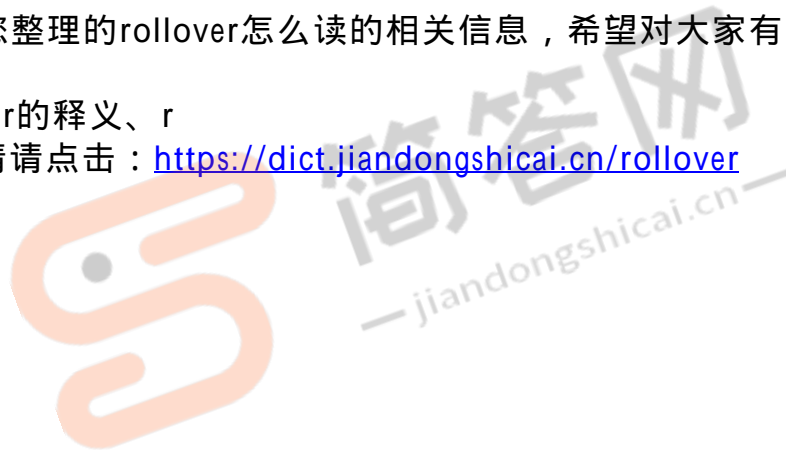 整理的rollover怎么读的相关信息，希望对大家有
r的释义、r
请点击：https://dict.jiandongshicai.cn/rollover
简答网
jiandongshicai.cn